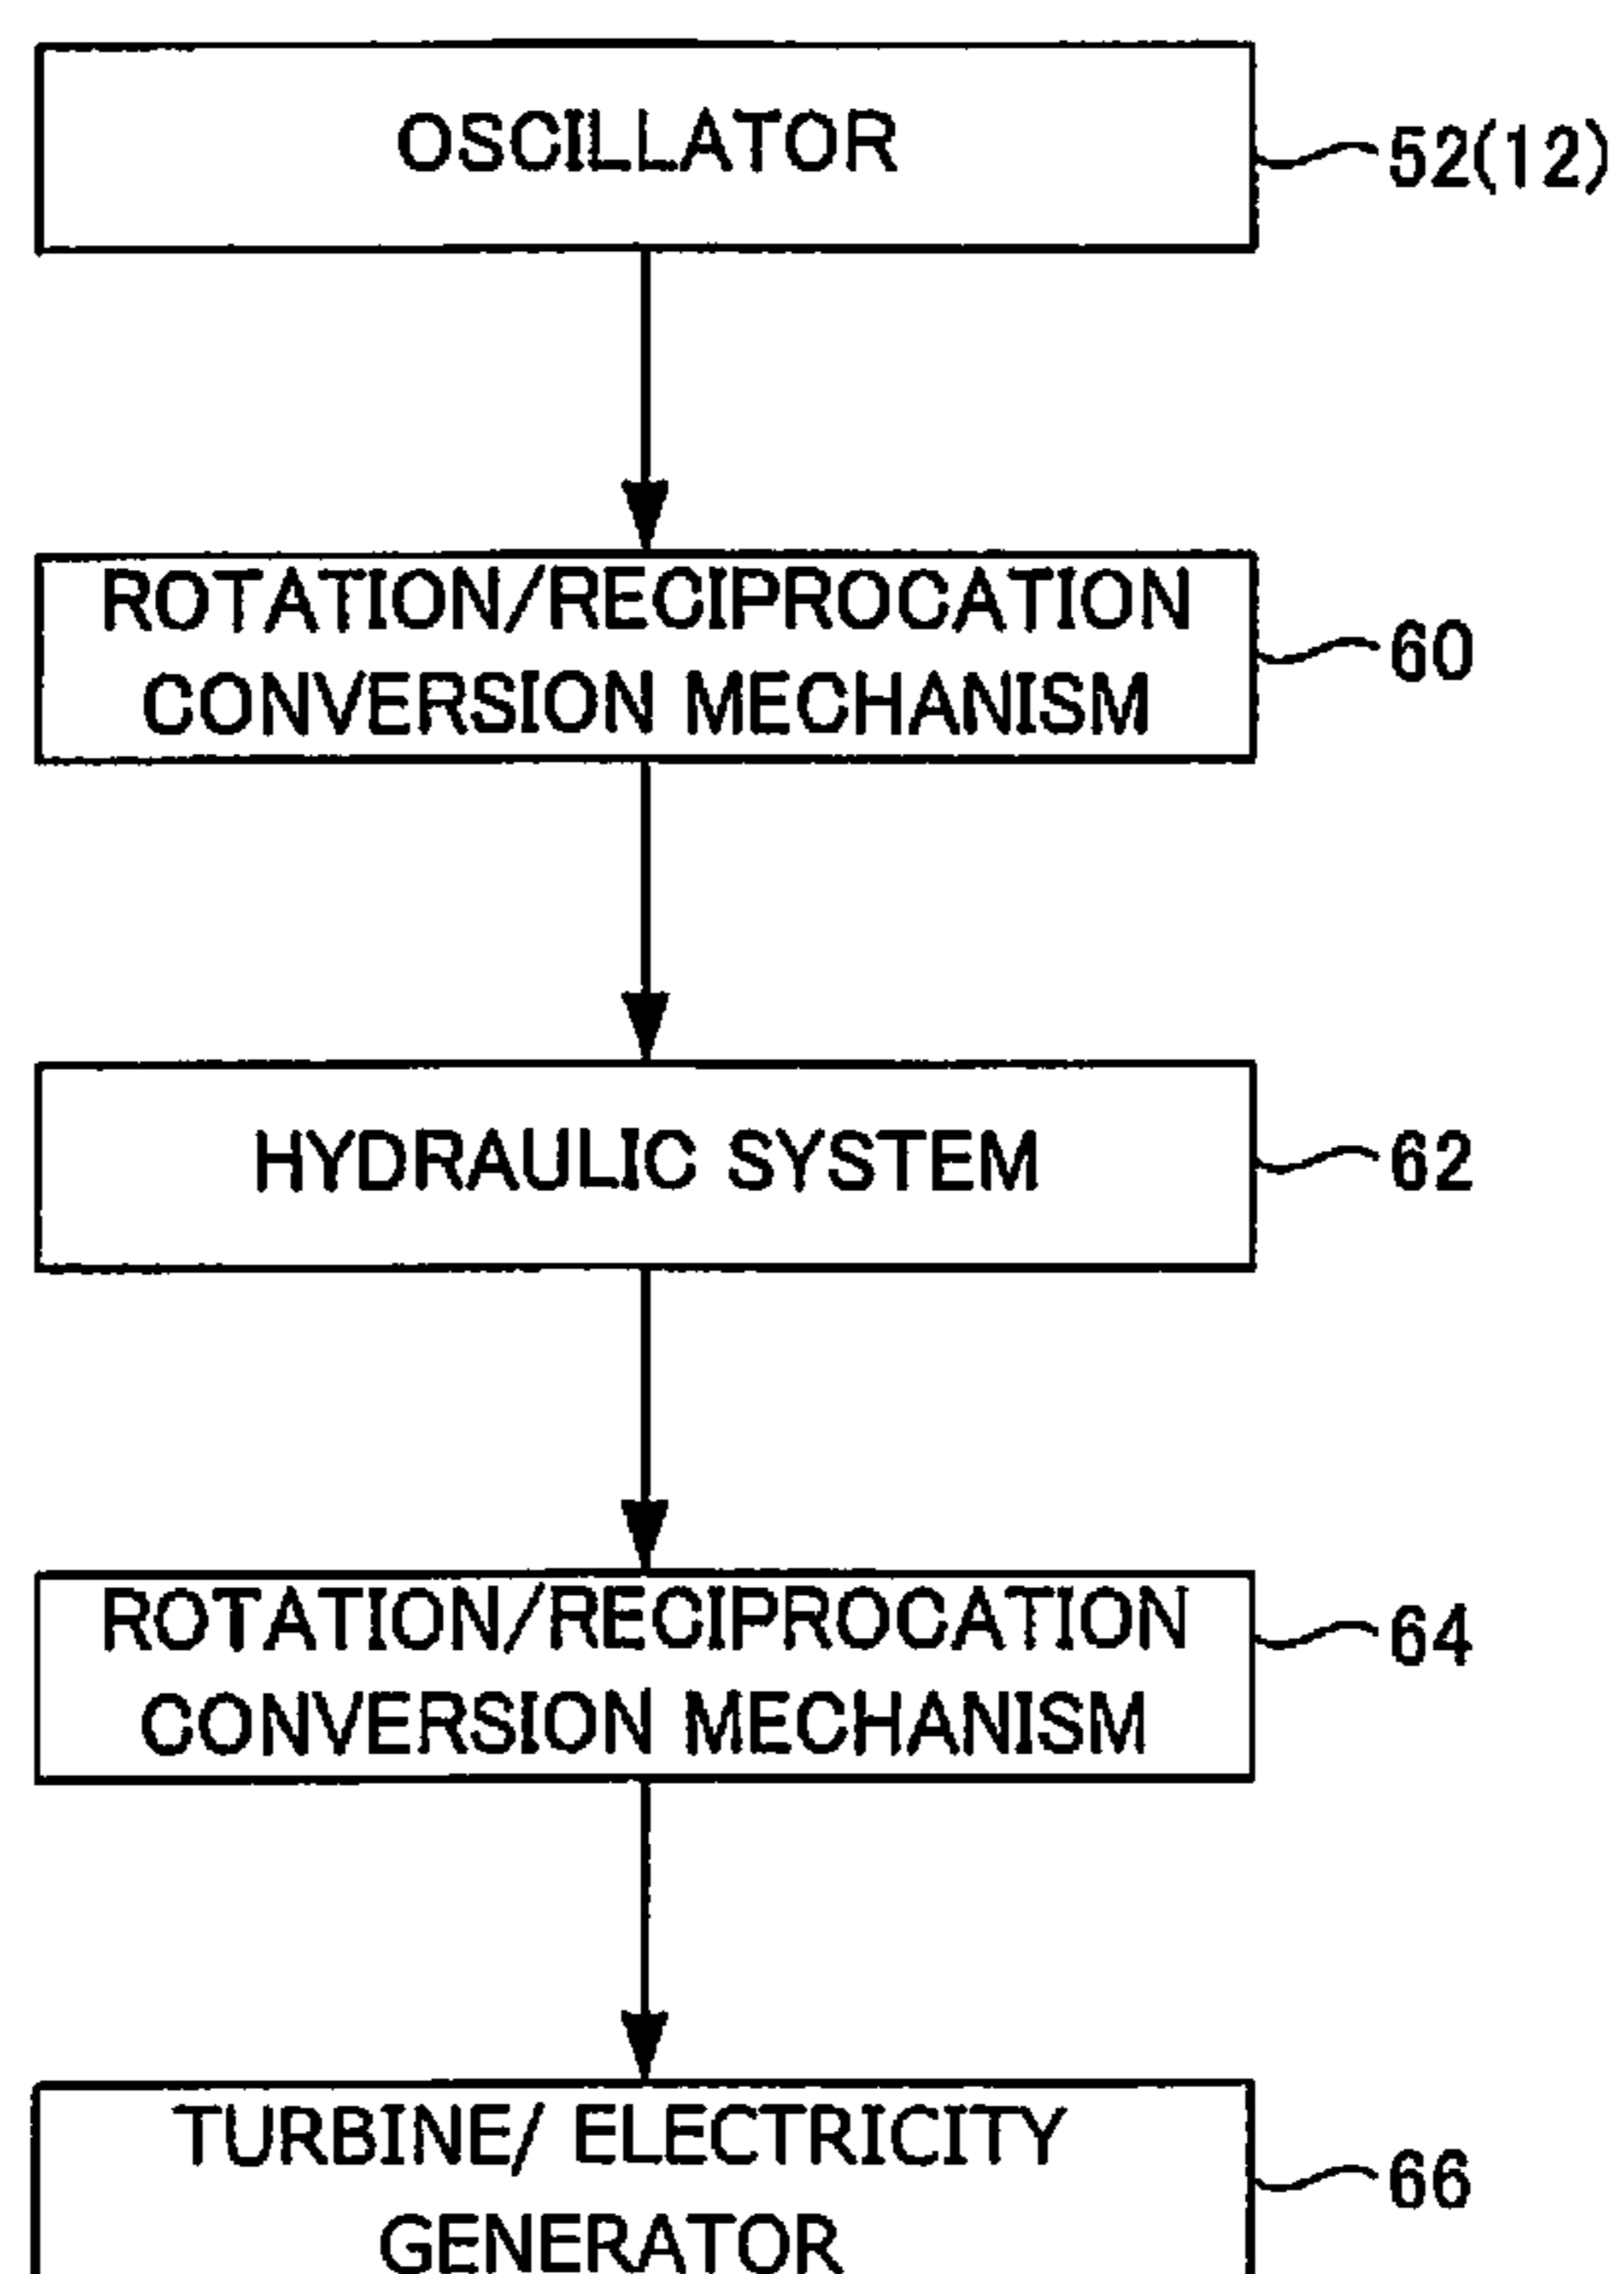 OSCILLATOR
52(12)
ROTATION/RECIPROCATION
CONVERSION MECHANISM
60
HYDRAULIC SYSTEM
62
ROTATION/RECIPROCATION
CONVERSION MECHANISM
64
TURBINE/ ELECTRICITY
GENERATOR
66